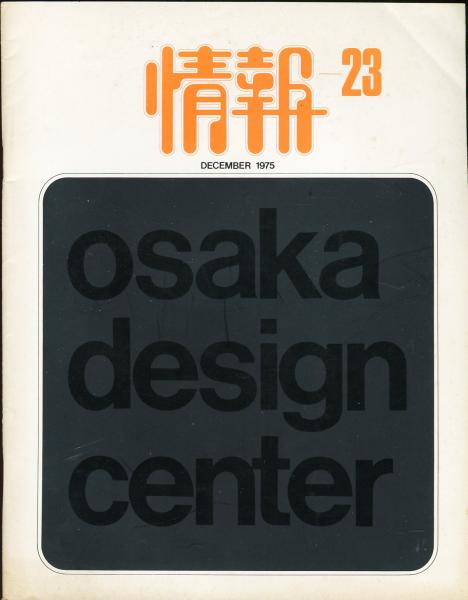 情報-23
DECEMBER 1975
osaka
design
center